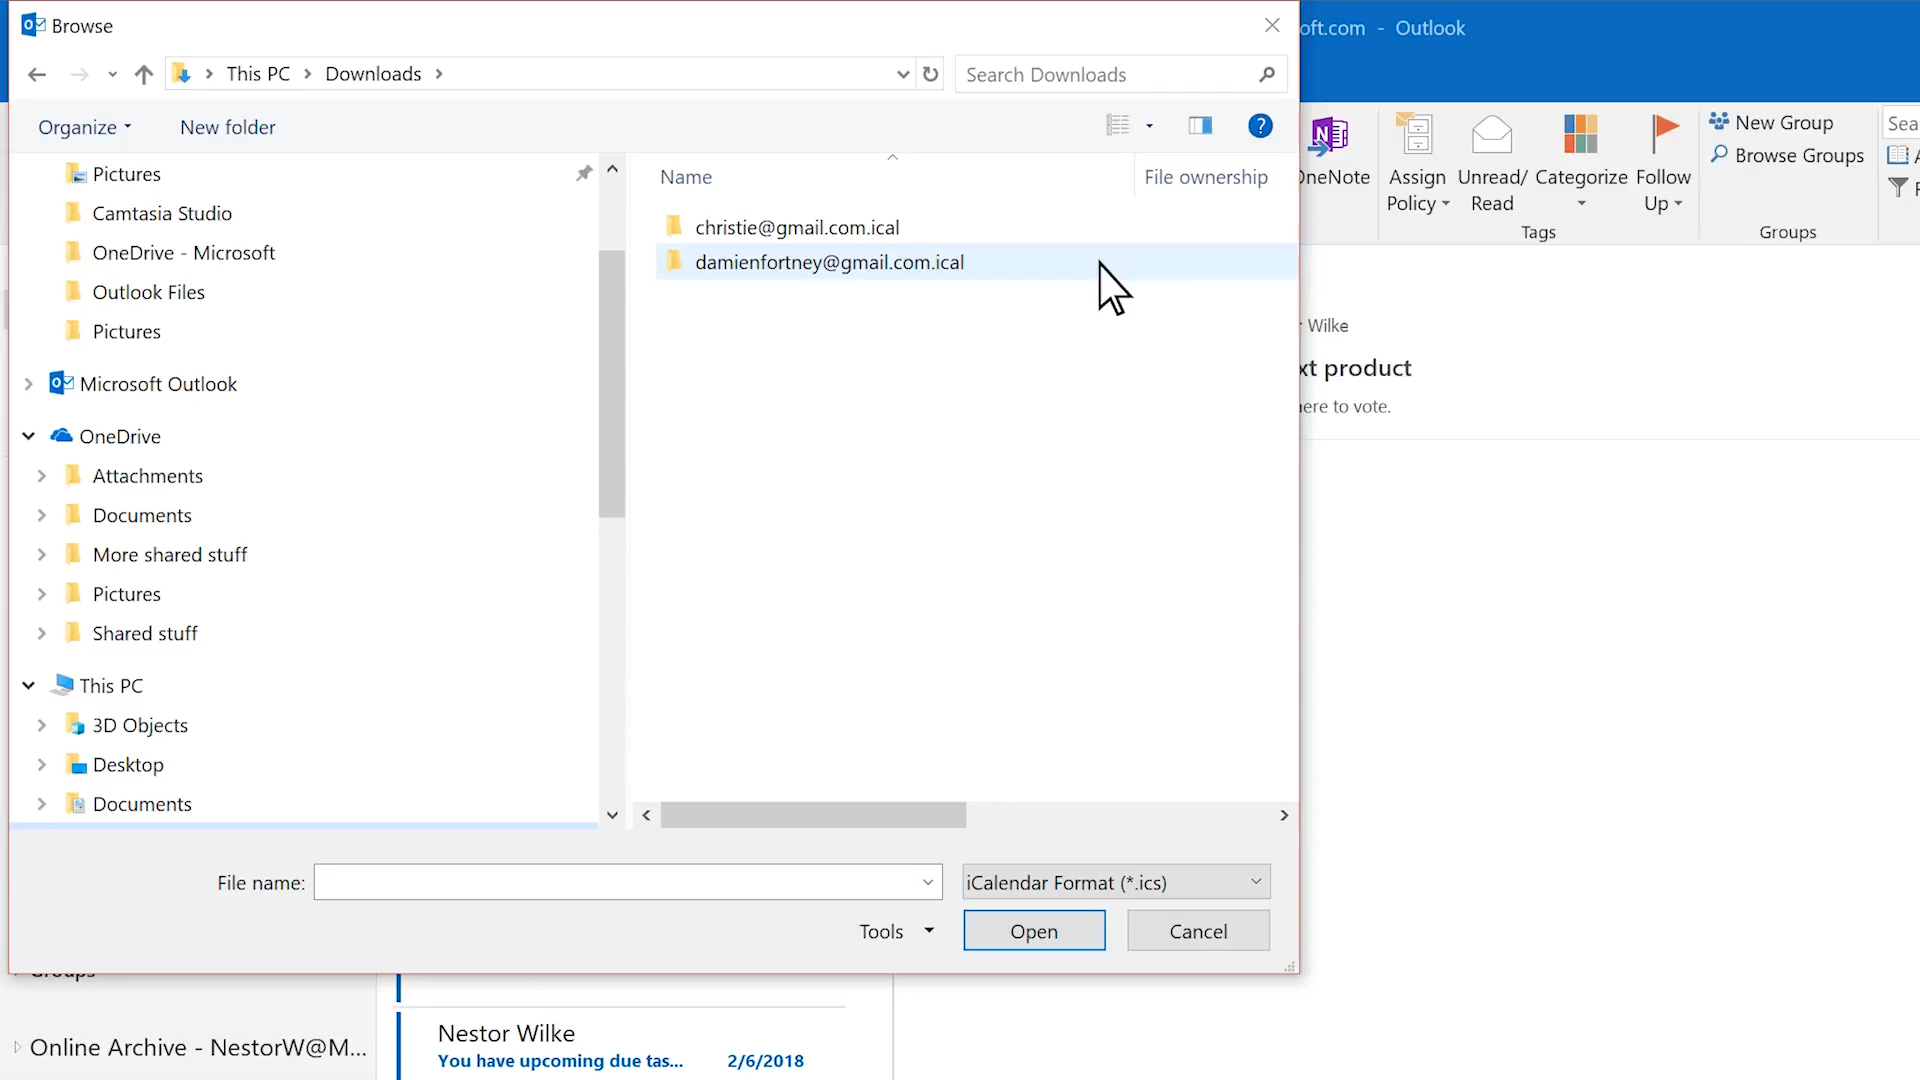 Browse
oft.com - Outlook
This PC > Downloads >
Search Downloads
Organize
New folder
Pictures
Camtasia Studio
OneDrive - Microsoft
Outlook Files
Pictures
Microsoft Outlook
OneDrive
Attachments
Documents
More shared stuff
Pictures
Shared stuff
This PC
3D Objects
Desktop
Documents
Name
File ownership
christie@gmail.com.ical
damienfortney@gmail.com.ical
File name:
iCalendar Format (*.ics)
Tools
Open
Cancel
OneNote
Assign
Policy
Unread/
Read
Categorize
Follow
Up
Tags
New Group
Browse Groups
Groups
Sea
Wilke
xt product
here to vote.
Groups
Online Archive - NestorW@M...
Nestor Wilke
You have upcoming due tas...
2/6/2018